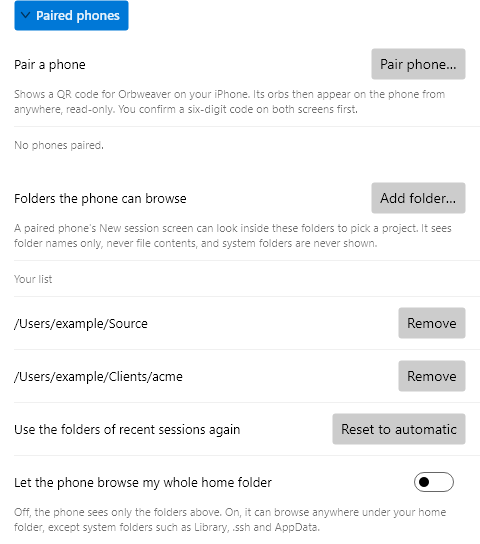 Paired phones
Pair a phone
Pair phone...
Shows a QR code for Orbweaver on your iPhone. Its orbs then appear on the phone from
anywhere, read-only. You confirm a six-digit code on both screens first.
No phones paired.
Folders the phone can browse
Add folder...
A paired phone's New session screen can look inside these folders to pick a project. It sees
folder names only, never file contents, and system folders are never shown.
Your list
/Users/example/Source
Remove
/Users/example/Clients/acme
Remove
Use the folders of recent sessions again
Reset to automatic
Let the phone browse my whole home folder
Off, the phone sees only the folders above. On, it can browse anywhere under your home
folder, except system folders such as Library, .ssh and AppData.